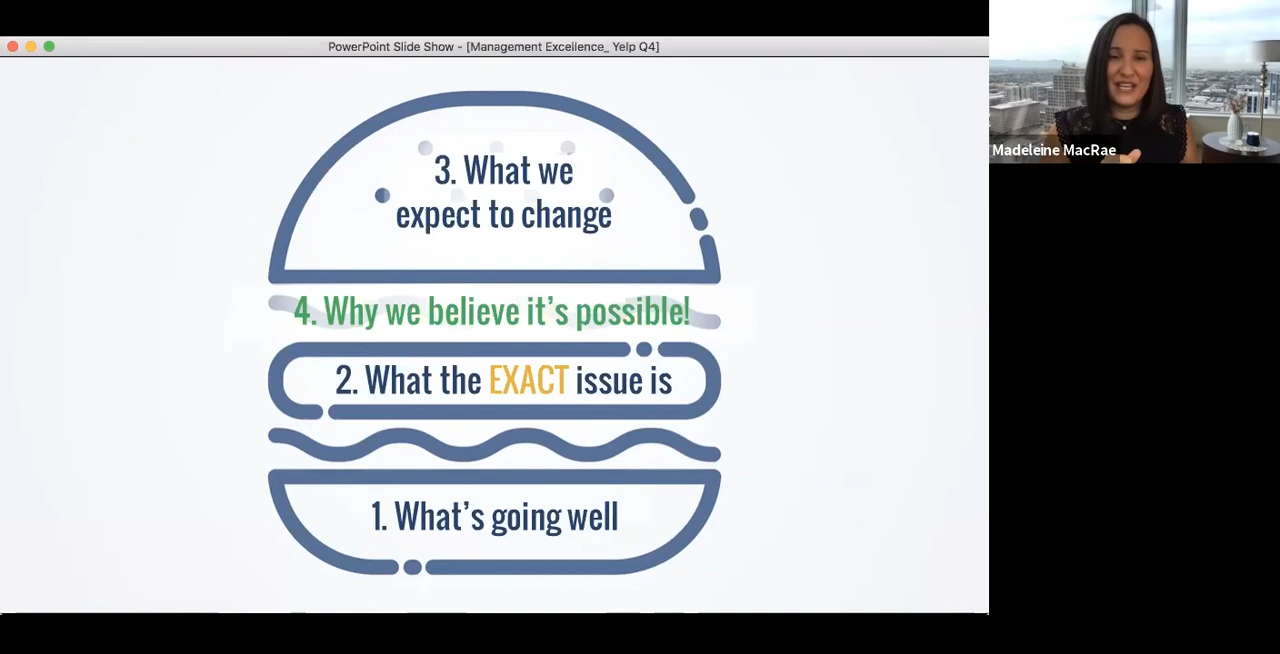 PowerPoint Slide Show - [Management Excellence_ Yelp Q4]
Madeleine MacRae
3. What we
expect to change
4. Why we believe it's possible!
2. What the EXACT issue is
1. What's going well